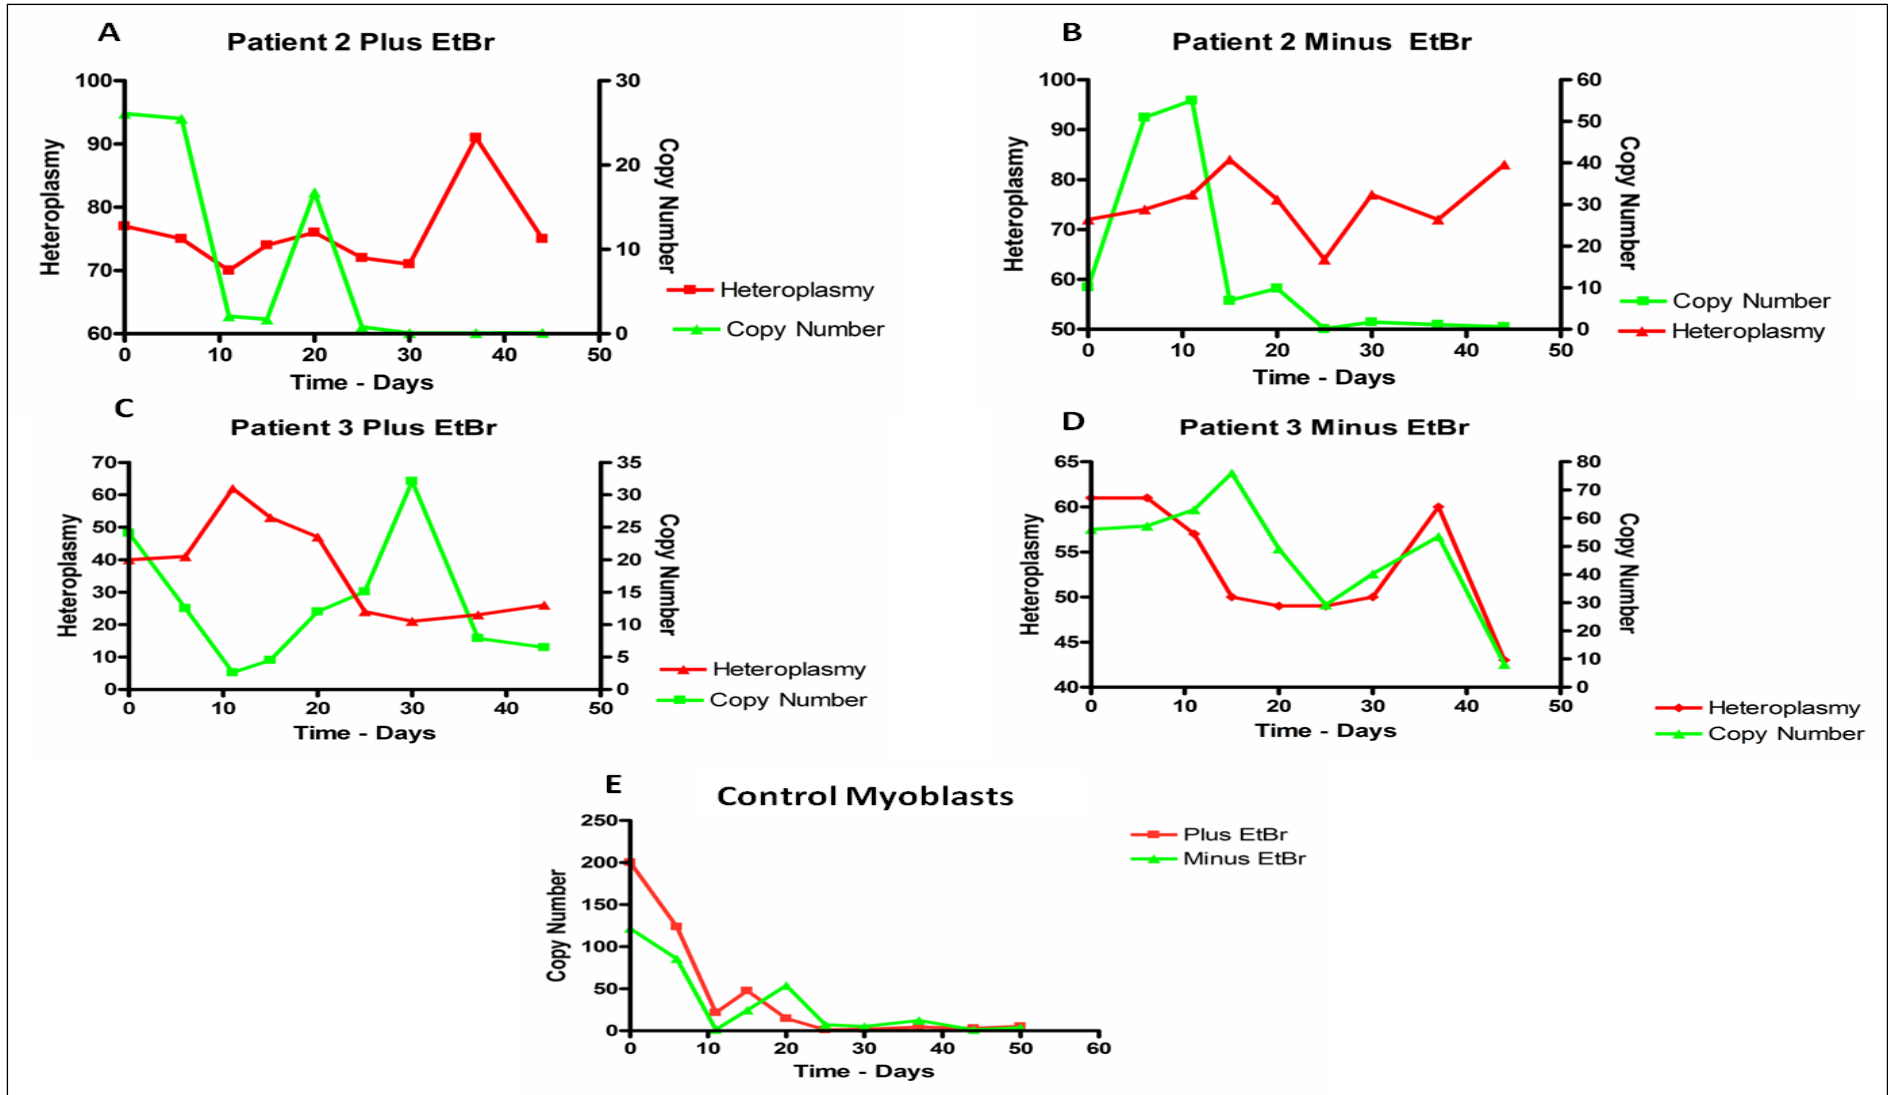 A
Patient 2 Plus EtBr
100
90
80
70
60
Heteroplasmy
30
20
10
0
Copy Number
0 10 20 30 40 50
Time - Days
Heteroplasmy
Copy Number
B
Patient 2 Minus EtBr
100
90
80
70
60
50
Heteroplasmy
60
50
40
30
20
10
0
Copy Number
0 10 20 30 40 50
Time - Days
Copy Number
Heteroplasmy
C
Patient 3 Plus EtBr
70
60
50
40
30
20
10
0
Heteroplasmy
35
30
25
20
15
10
5
0
Copy Number
0 10 20 30 40 50
Time - Days
Heteroplasmy
Copy Number
D
Patient 3 Minus EtBr
65
60
55
50
45
40
Heteroplasmy
80
70
60
50
40
30
20
10
0
Copy Number
0 10 20 30 40 50
Time - Days
Heteroplasmy
Copy Number
E
Control Myoblasts
250
200
150
100
50
0
Copy Number
0 10 20 30 40 50 60
Time - Days
Plus EtBr
Minus EtBr